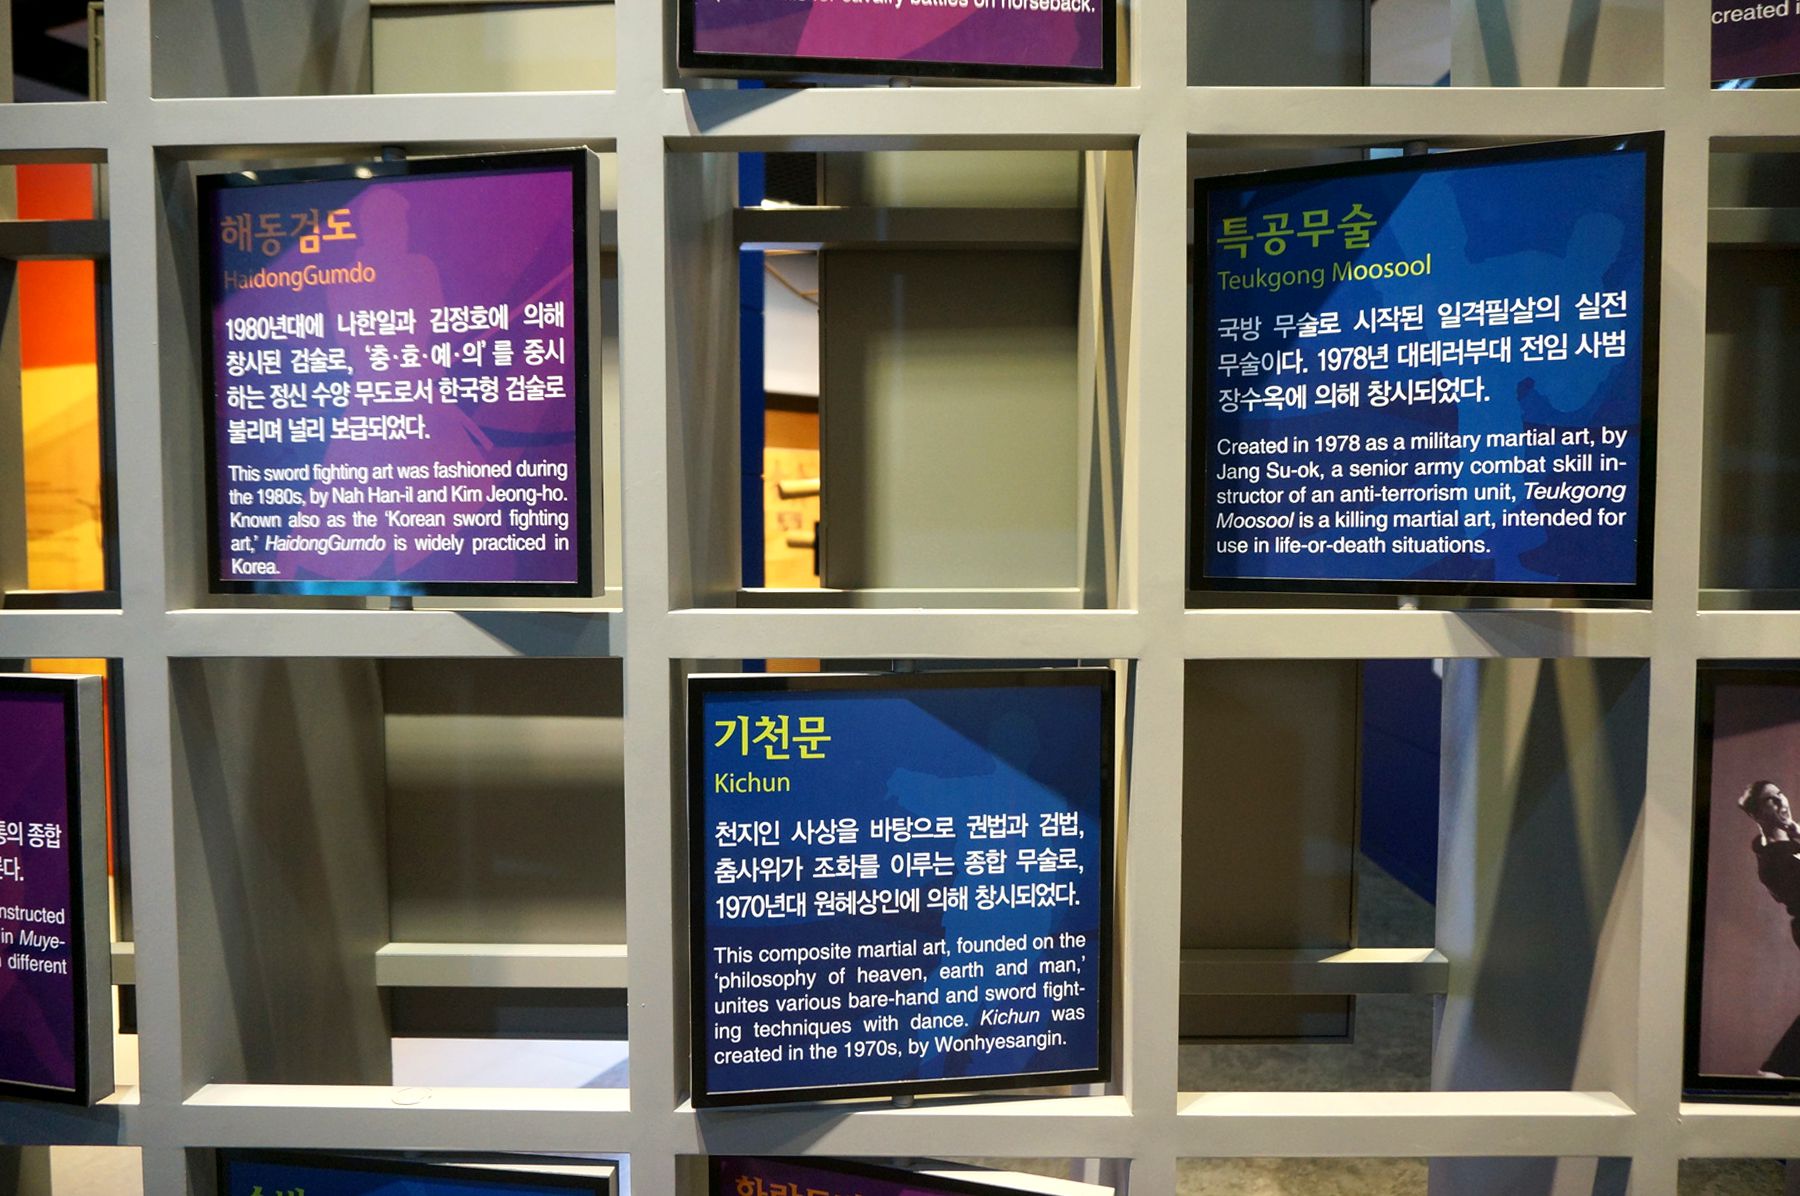 for cavalry battles on horseback.
created
해동검도
HaidongGumdo
1980년대에 나한일과 김정호에 의해
창시된 검술로, ‘충·효·예·의’를 중시
하는 정신 수양 무도로서 한국형 검술로
불리며 널리 보급되었다.
This sword fighting art was fashioned during
the 1980s, by Nah Han-il and Kim Jeong-ho.
Known also as the ‘Korean sword fighting
art,’ HaidongGumdo is widely practiced in
Korea.
특공무술
Teukgong Moosool
국방 무술로 시작된 일격필살의 실전
무술이다. 1978년 대테러부대 전임 사범
장수옥에 의해 창시되었다.
Created in 1978 as a military martial art, by
Jang Su-ok, a senior army combat skill in-
structor of an anti-terrorism unit, Teukgong
Moosool is a killing martial art, intended for
use in life-or-death situations.
종합
nstructed
in Muye-
different
기천문
Kichun
천지인 사상을 바탕으로 권법과 검법,
춤사위가 조화를 이루는 종합 무술로,
1970년대 원혜상인에 의해 창시되었다.
This composite martial art, founded on the
‘philosophy of heaven, earth and man,’
unites various bare-hand and sword fight-
ing techniques with dance. Kichun was
created in the 1970s, by Wonhyesangin.